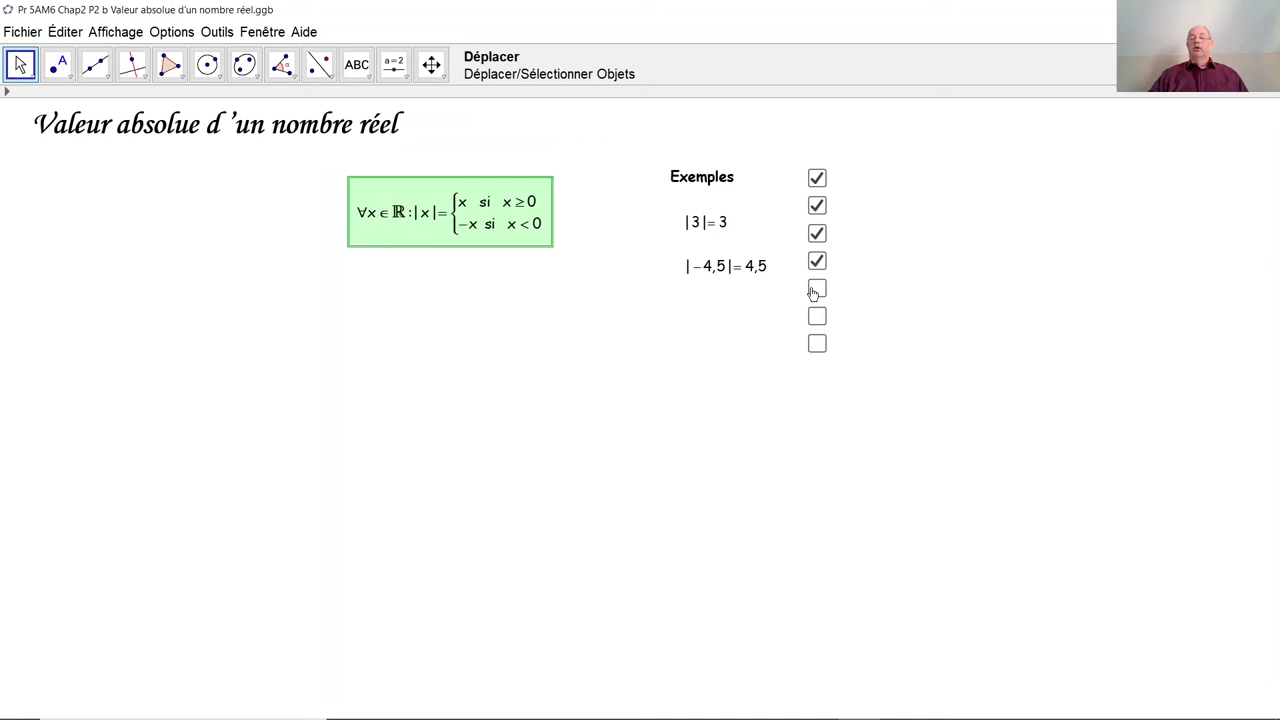 Pr 5AM6 Chap2 P2 b Valeur absolue d'un nombre réel.ggb
Fichier Éditer Affichage Options Outils Fenêtre Aide
A
α
ABC
a=2
Déplacer
Déplacer/Sélectionner Objets
Valeur absolue d 'un nombre réel
∀x ∈ ℝ : | x | = { x si x ≥ 0
−x si x < 0
Exemples
| 3 | = 3
| −4,5 | = 4,5